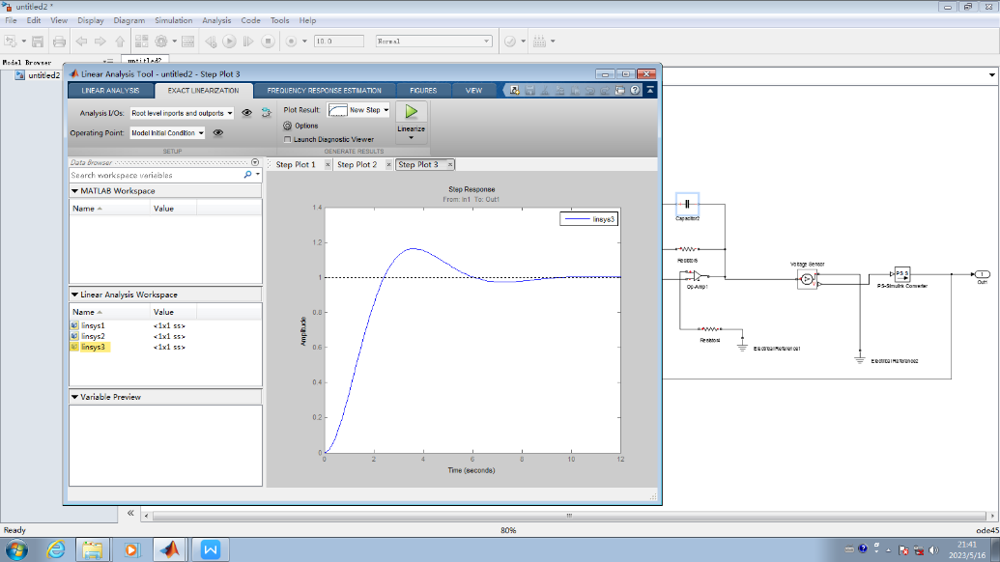 untitled2 *
File Edit View Display Diagram Simulation Analysis Code Tools Help
10.0 Normal
Model Browser
untitled2
untitled2
Linear Analysis Tool - untitled2 - Step Plot 3
LINEAR ANALYSIS EXACT LINEARIZATION FREQUENCY RESPONSE ESTIMATION FIGURES VIEW
Analysis I/Os: Root level inports and outports
Operating Point: Model Initial Condition
SETUP
Plot Result: New Step
Options
Launch Diagnostic Viewer
Linearize
GENERATE RESULTS
Data Browser
Search workspace variables
MATLAB Workspace
Name Value
Linear Analysis Workspace
Name Value
linsys1 <1x1 ss>
linsys2 <1x1 ss>
linsys3 <1x1 ss>
Variable Preview
Step Plot 1 Step Plot 2 Step Plot 3
Step Response
From: In1 To: Out1
linsys3
1.4
1.2
1
0.8
0.6
0.4
0.2
0
Amplitude
0 2 4 6 8 10 12
Time (seconds)
Capacitor2
Resistor5
Op-Amp1
Resistor4
Electrical Reference1
Voltage Sensor
PS S
PS-Simulink Converter
1
Out1
Electrical Reference2
Ready 80% ode45
21:41
2023/5/16